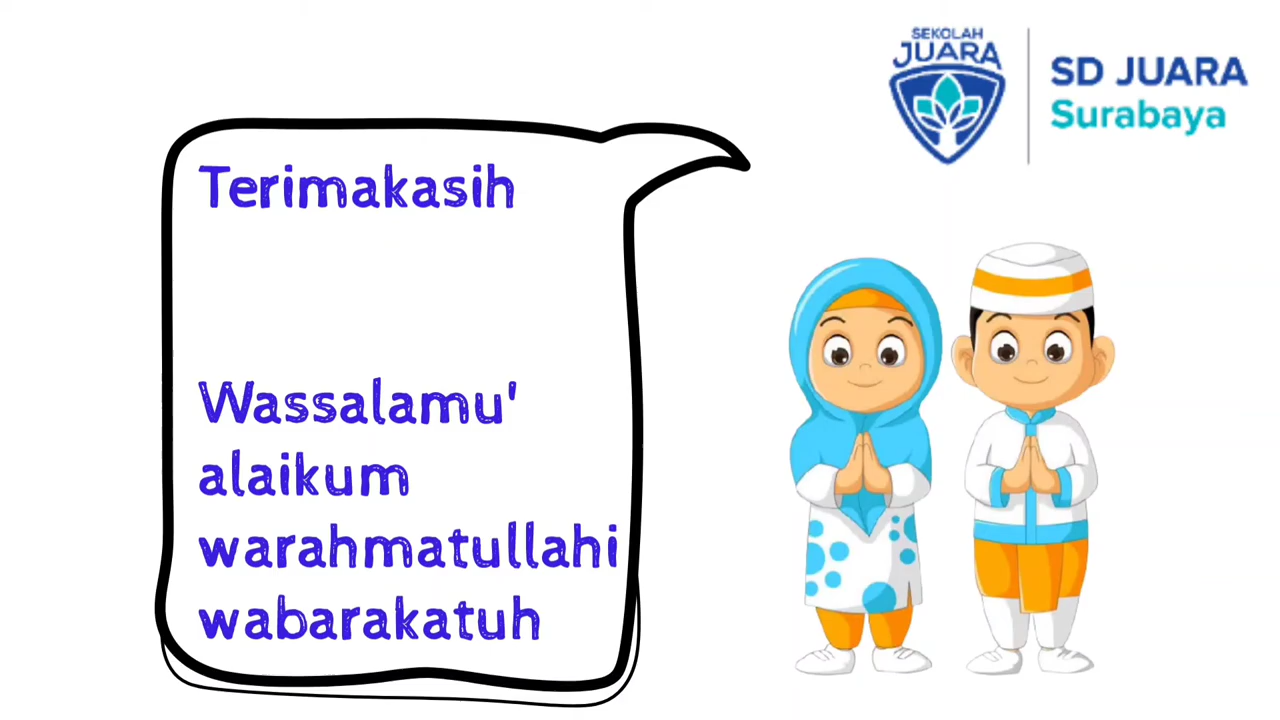 SEKOLAH
JUARA
SD JUARA
Surabaya
Terimakasih
Wassalamu'
alaikum
warahmatullahi
wabarakatuh